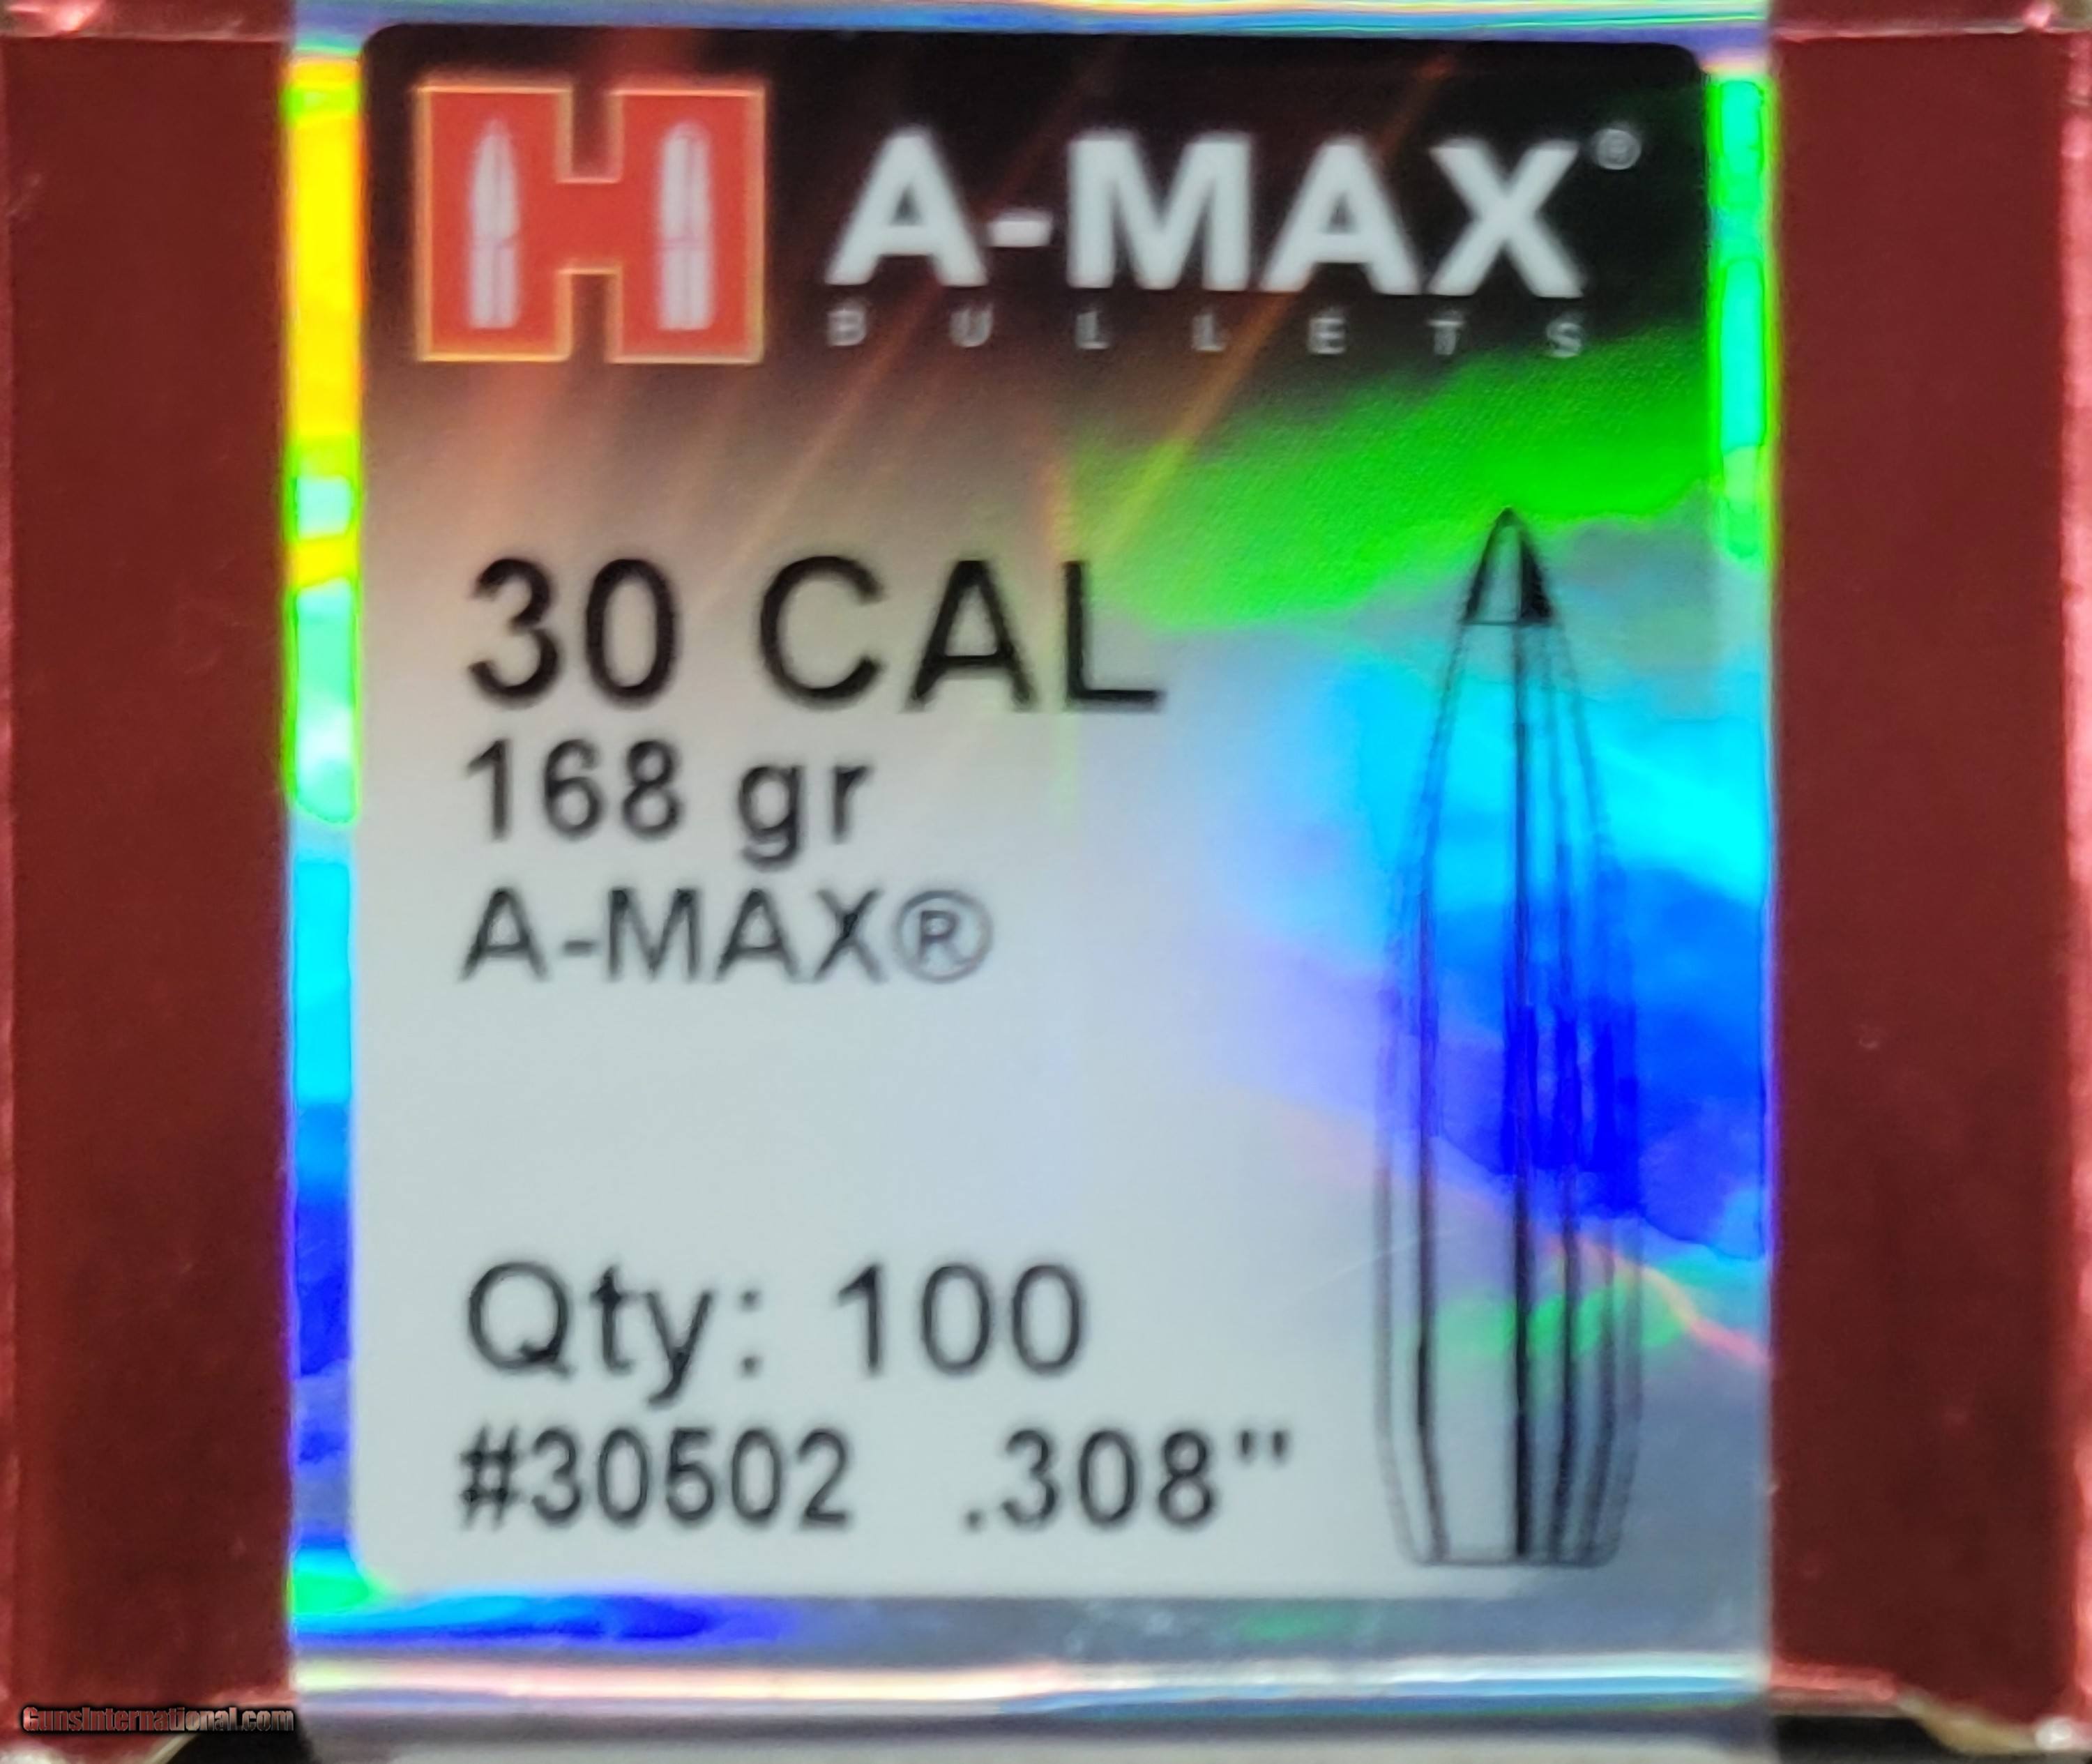 H A-MAX®
BULLETS
30 CAL
168 gr
A-MAX®
Qty: 100
#30502 .308"
GunsInternational.com